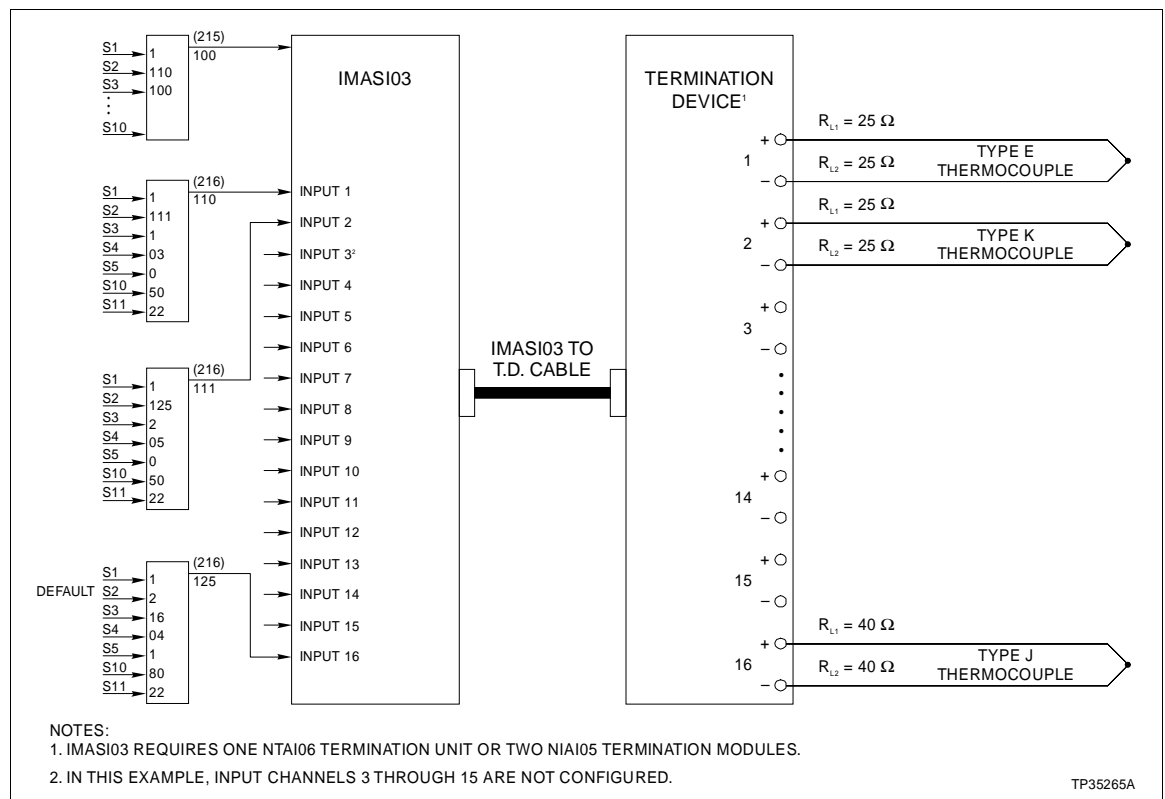 S1 1 (215)
S2 110 100
S3 100
S10
IMASI03
TERMINATION
DEVICE¹
S1 1 (216)
S2 111 110
S3 1
S4 03
S5 0
S10 50
S11 22
S1 1 (216)
S2 125 111
S3 2
S4 05
S5 0
S10 50
S11 22
S1 1 (216)
DEFAULT S2 2 125
S3 16
S4 04
S5 1
S10 80
S11 22
INPUT 1
INPUT 2
INPUT 3²
INPUT 4
INPUT 5
INPUT 6
INPUT 7
INPUT 8
INPUT 9
INPUT 10
INPUT 11
INPUT 12
INPUT 13
INPUT 14
INPUT 15
INPUT 16
IMASI03 TO
T.D. CABLE
+
1
–
RL1 = 25 Ω
RL2 = 25 Ω
TYPE E
THERMOCOUPLE
+
2
–
RL1 = 25 Ω
RL2 = 25 Ω
TYPE K
THERMOCOUPLE
+
3
–
+
14
–
+
15
–
+
16
–
RL1 = 40 Ω
RL2 = 40 Ω
TYPE J
THERMOCOUPLE
NOTES:
1. IMASI03 REQUIRES ONE NTAI06 TERMINATION UNIT OR TWO NIAI05 TERMINATION MODULES.
2. IN THIS EXAMPLE, INPUT CHANNELS 3 THROUGH 15 ARE NOT CONFIGURED.
TP35265A